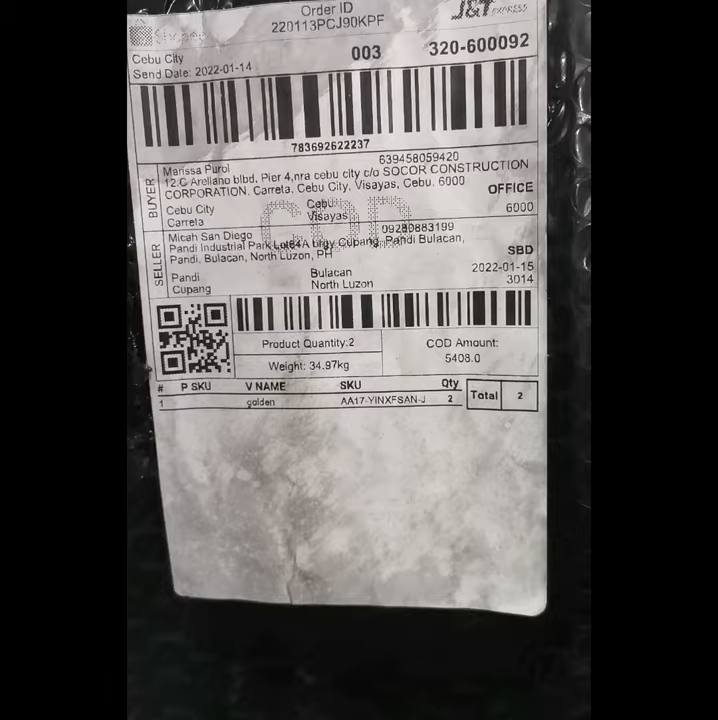 Order ID
220113PCJ90KPF
J&T EXPRESS
Cebu City
003
320-600092
Send Date: 2022-01-14
783692622237
BUYER
Marissa Purol
639458059420
12.C Arellano blbd, Pier 4,nra cebu city c/o SOCOR CONSTRUCTION
CORPORATION, Carreta, Cebu City, Visayas, Cebu. 6000
OFFICE
Cebu City
Cebu
Carreta
Visayas
6000
COD
SELLER
Micah San Diego
09280883199
Pandi Industrial Park Lot64A brgy Cupang, Pandi Bulacan,
Pandi, Bulacan, North Luzon, PH
SBD
Pandi
Bulacan
2022-01-15
Cupang
North Luzon
3014
Product Quantity:2
COD Amount:
Weight: 34.97kg
5408.0
# P SKU V NAME SKU Qty
Total 2
1 golden AA17-YINXFSAN-J 2